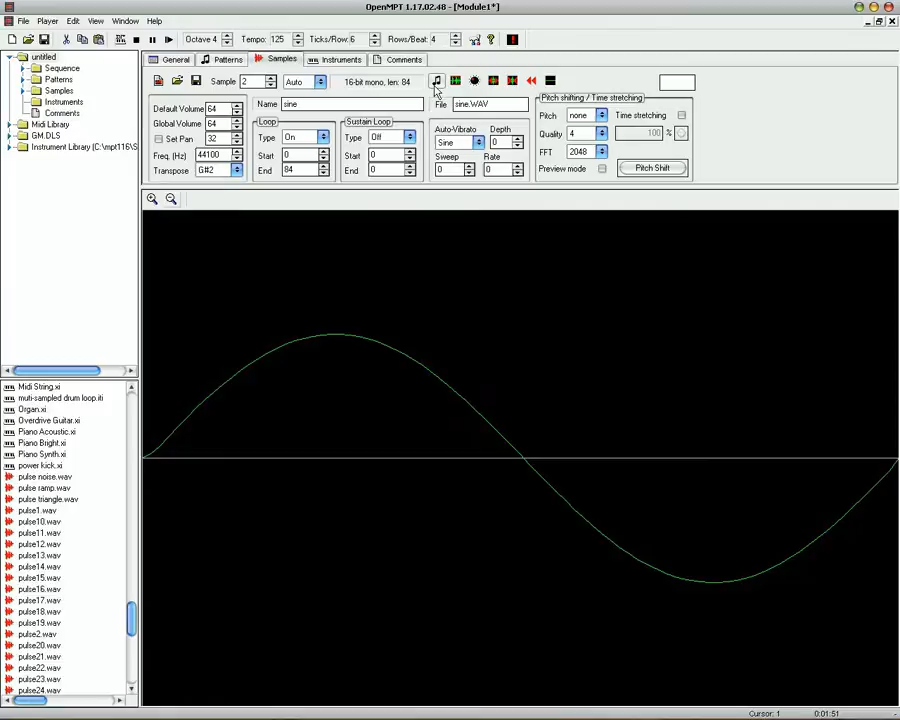 OpenMPT 1.17.02.48 - [Module1*]
File Player Edit View Window Help
Octave 4 Tempo: 125 Ticks/Row: 6 Rows/Beat: 4
untitled
Sequence
Patterns
Samples
Instruments
Comments
Midi Library
GM.DLS
Instrument Library (C:\mpt116\S
General Patterns Samples Instruments Comments
Sample 2 Auto 16-bit mono, len: 84
Default Volume 64
Global Volume 64
Set Pan 32
Freq. (Hz) 44100
Transpose G#2
Name sine
File sine.WAV
Loop
Type On
Start 0
End 84
Sustain Loop
Type Off
Start 0
End 0
Auto-Vibrato Depth
Sine 0
Sweep Rate
0 0
Pitch shifting / Time stretching
Pitch none Time stretching
Quality 4 100 %
FFT 2048
Preview mode Pitch Shift
Midi String.xi
muti-sampled drum loop.iti
Organ.xi
Overdrive Guitar.xi
Piano Acoustic.xi
Piano Bright.xi
Piano Synth.xi
power kick.xi
pulse noise.wav
pulse ramp.wav
pulse triangle.wav
pulse1.wav
pulse10.wav
pulse11.wav
pulse12.wav
pulse13.wav
pulse14.wav
pulse15.wav
pulse16.wav
pulse17.wav
pulse18.wav
pulse19.wav
pulse2.wav
pulse20.wav
pulse21.wav
pulse22.wav
pulse23.wav
pulse24.wav
Cursor: 1 0:01:51